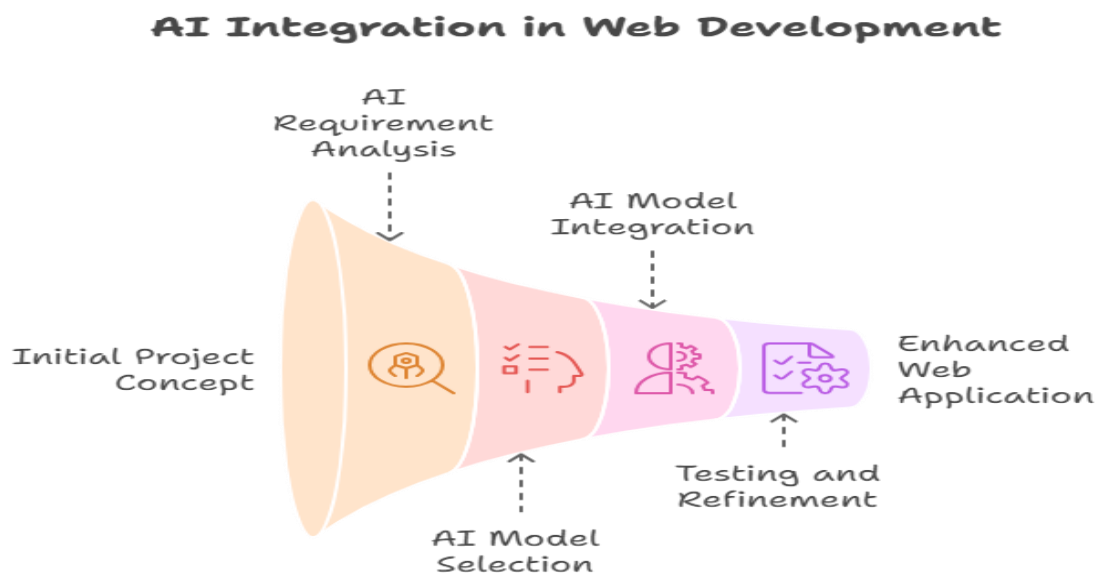 AI Integration in Web Development
AI
Requirement
Analysis
AI Model
Integration
Initial Project
Concept
Enhanced
Web
Application
Testing and
Refinement
AI Model
Selection